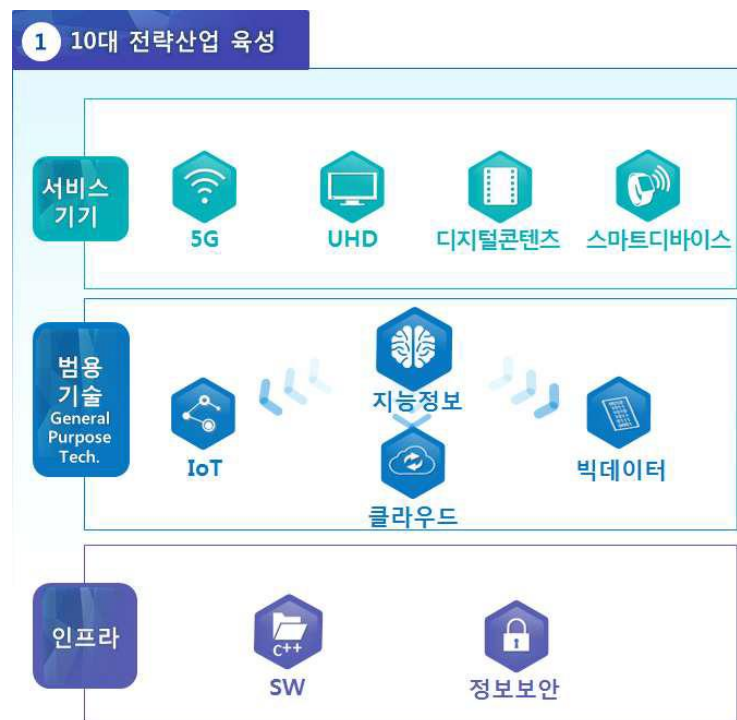 1 10대 전략산업 육성
서비스
기기
5G
UHD
디지털콘텐츠
스마트디바이스
범용
기술
General
Purpose
Tech.
지능정보
IoT
빅데이터
클라우드
인프라
C++
SW
정보보안